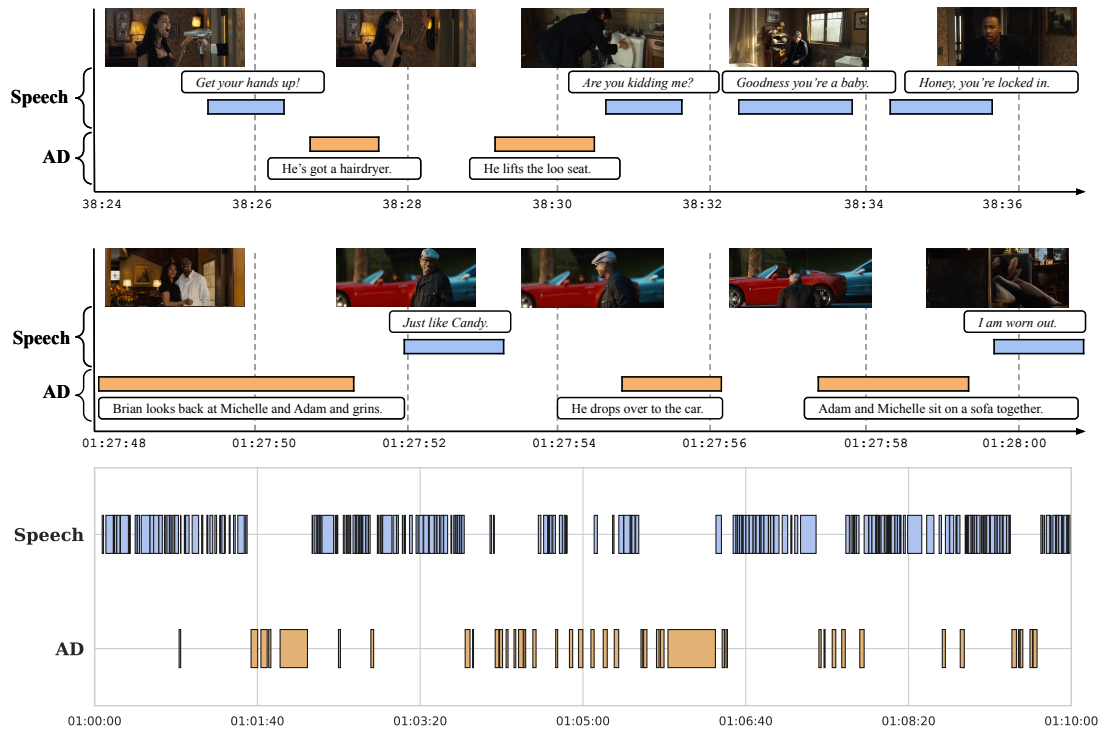 Get your hands up!
Are you kidding me?
Goodness you're a baby.
Honey, you're locked in.
Speech
AD
He's got a hairdryer.
He lifts the loo seat.
38:24
38:26
38:28
38:30
38:32
38:34
38:36
Just like Candy.
I am worn out.
Speech
AD
Brian looks back at Michelle and Adam and grins.
He drops over to the car.
Adam and Michelle sit on a sofa together.
01:27:48
01:27:50
01:27:52
01:27:54
01:27:56
01:27:58
01:28:00
Speech
AD
01:00:00
01:01:40
01:03:20
01:05:00
01:06:40
01:08:20
01:10:00